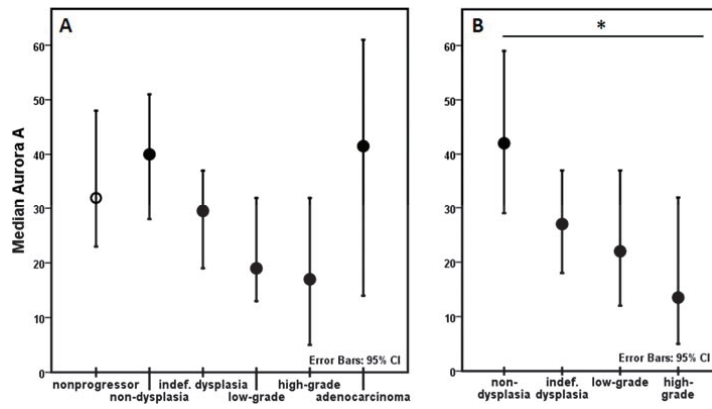 A
Median Aurora A
60
50
40
30
20
10
0
Error Bars: 95% CI
nonprogressor indef. dysplasia high-grade
non-dysplasia low-grade adenocarcinoma
B
*
60
50
40
30
20
10
0
Error Bars: 95% CI
non- indef. low-grade high-
dysplasia dysplasia grade